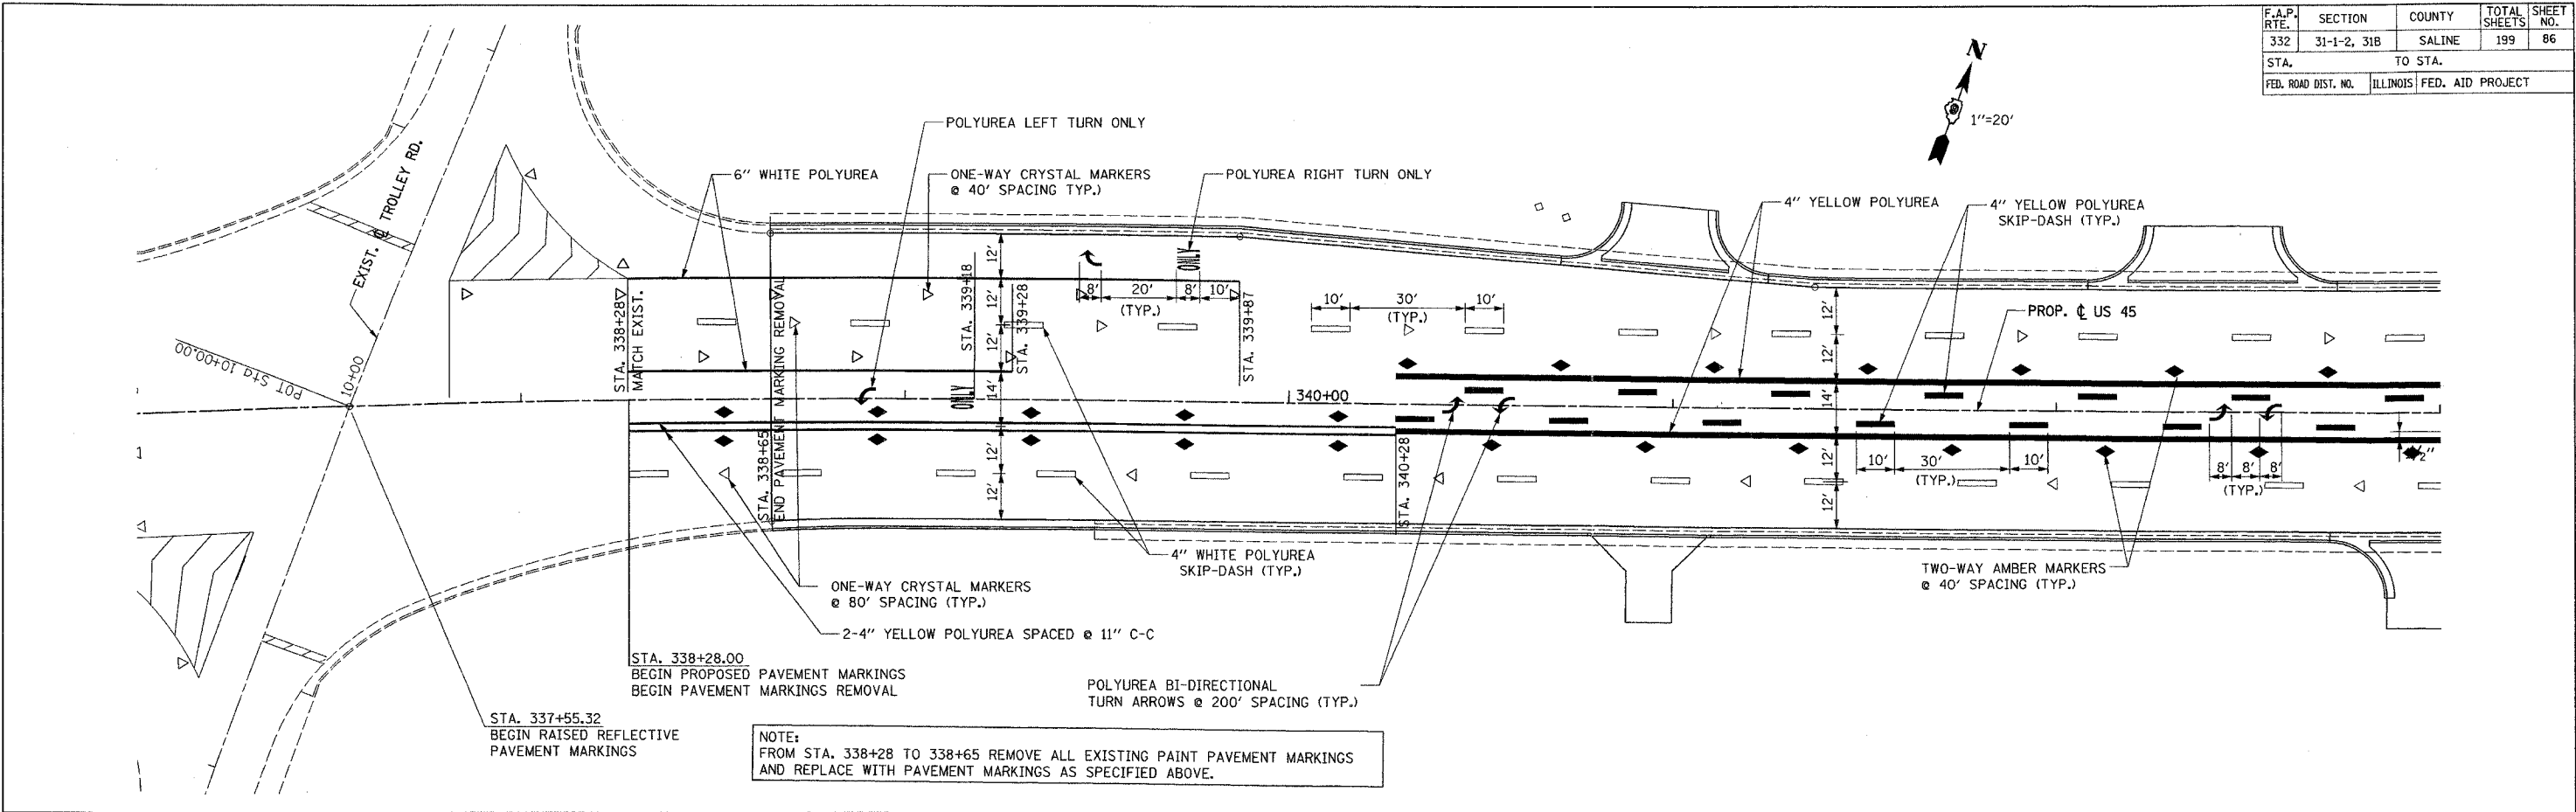 F.A.P. RTE. SECTION COUNTY TOTAL SHEETS SHEET NO.
332 31-1-2, 31B SALINE 199 86
STA. TO STA.
FED. ROAD DIST. NO. ILLINOIS FED. AID PROJECT
N
1"=20'
POLYUREA LEFT TURN ONLY
6" WHITE POLYUREA
ONE-WAY CRYSTAL MARKERS
@ 40' SPACING TYP.)
POLYUREA RIGHT TURN ONLY
4" YELLOW POLYUREA
4" YELLOW POLYUREA
SKIP-DASH (TYP.)
EXIST. ℄ TROLLEY RD.
POT Sta 10+00.00
10+00
STA. 338+28
MATCH EXIST.
STA. 338+65
END PAVEMENT MARKING REMOVAL
STA. 339+18
STA. 339+28
STA. 339+87
STA. 340+28
ONLY
ONLY
12'
12'
12'
14'
12'
12'
8' 20' 8' 10'
(TYP.)
10' 30' 10'
(TYP.)
340+00
PROP. ℄ US 45
12'
12'
14'
12'
12'
10' 30' 10'
(TYP.)
8' 8' 8'
(TYP.)
4" WHITE POLYUREA
SKIP-DASH (TYP.)
ONE-WAY CRYSTAL MARKERS
@ 80' SPACING (TYP.)
2-4" YELLOW POLYUREA SPACED @ 11" C-C
TWO-WAY AMBER MARKERS
@ 40' SPACING (TYP.)
STA. 338+28.00
BEGIN PROPOSED PAVEMENT MARKINGS
BEGIN PAVEMENT MARKINGS REMOVAL
POLYUREA BI-DIRECTIONAL
TURN ARROWS @ 200' SPACING (TYP.)
STA. 337+55.32
BEGIN RAISED REFLECTIVE
PAVEMENT MARKINGS
NOTE:
FROM STA. 338+28 TO 338+65 REMOVE ALL EXISTING PAINT PAVEMENT MARKINGS
AND REPLACE WITH PAVEMENT MARKINGS AS SPECIFIED ABOVE.